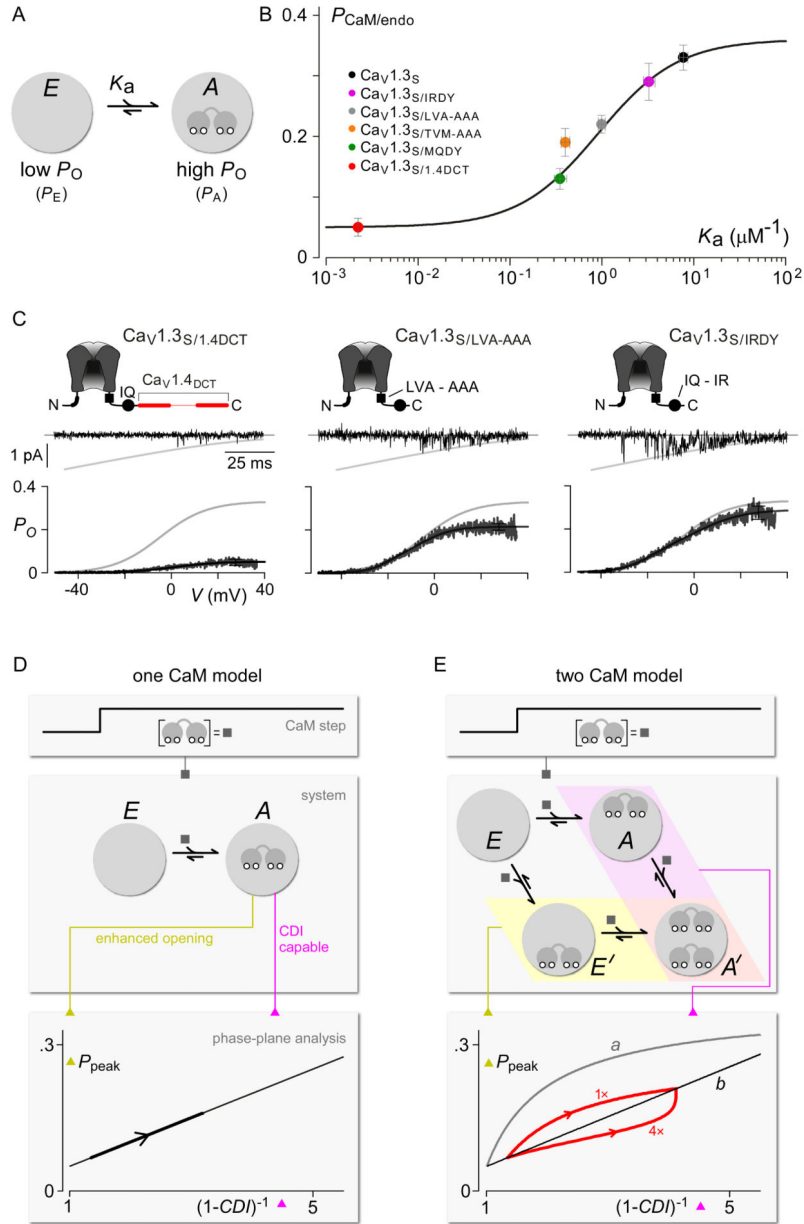 A
E
Ka
A
low PO
(PE)
high PO
(PA)
B
PCaM/endo
0.4
0.2
0
CaV1.3S
CaV1.3S/IRDY
CaV1.3S/LVA-AAA
CaV1.3S/TVM-AAA
CaV1.3S/MQDY
CaV1.3S/1.4DCT
Ka (μM-1)
10-3 10-2 10-1 100 101 102
C
CaV1.3S/1.4DCT
CaV1.4DCT
IQ
N
C
1 pA
25 ms
0.4
PO
0
-40 0 40
V (mV)
CaV1.3S/LVA-AAA
LVA - AAA
N
C
0
CaV1.3S/IRDY
IQ - IR
N
C
0
D
one CaM model
CaM step
[ ] =
system
E
A
enhanced opening
CDI
capable
phase-plane analysis
.3
Ppeak
0
1
(1-CDI)-1
5
E
two CaM model
CaM step
[ ] =
system
E
A
E′
A′
phase-plane analysis
.3
Ppeak
a
b
1×
4×
0
1
(1-CDI)-1
5